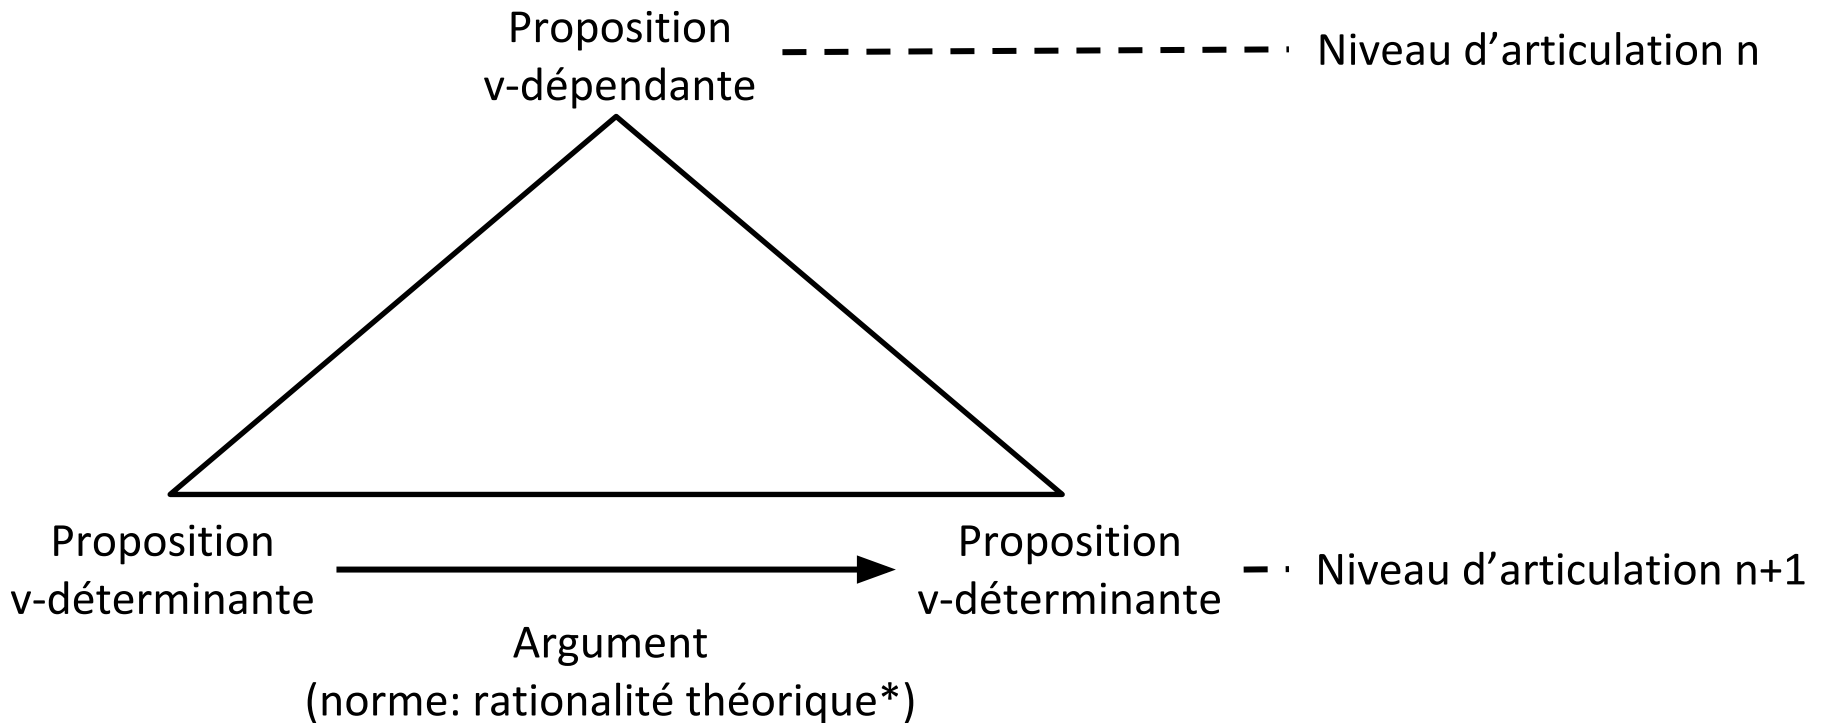 Proposition
v-dépendante
Niveau d’articulation n
Proposition
v-déterminante
Proposition
v-déterminante
Niveau d’articulation n+1
Argument
(norme: rationalité théorique*)